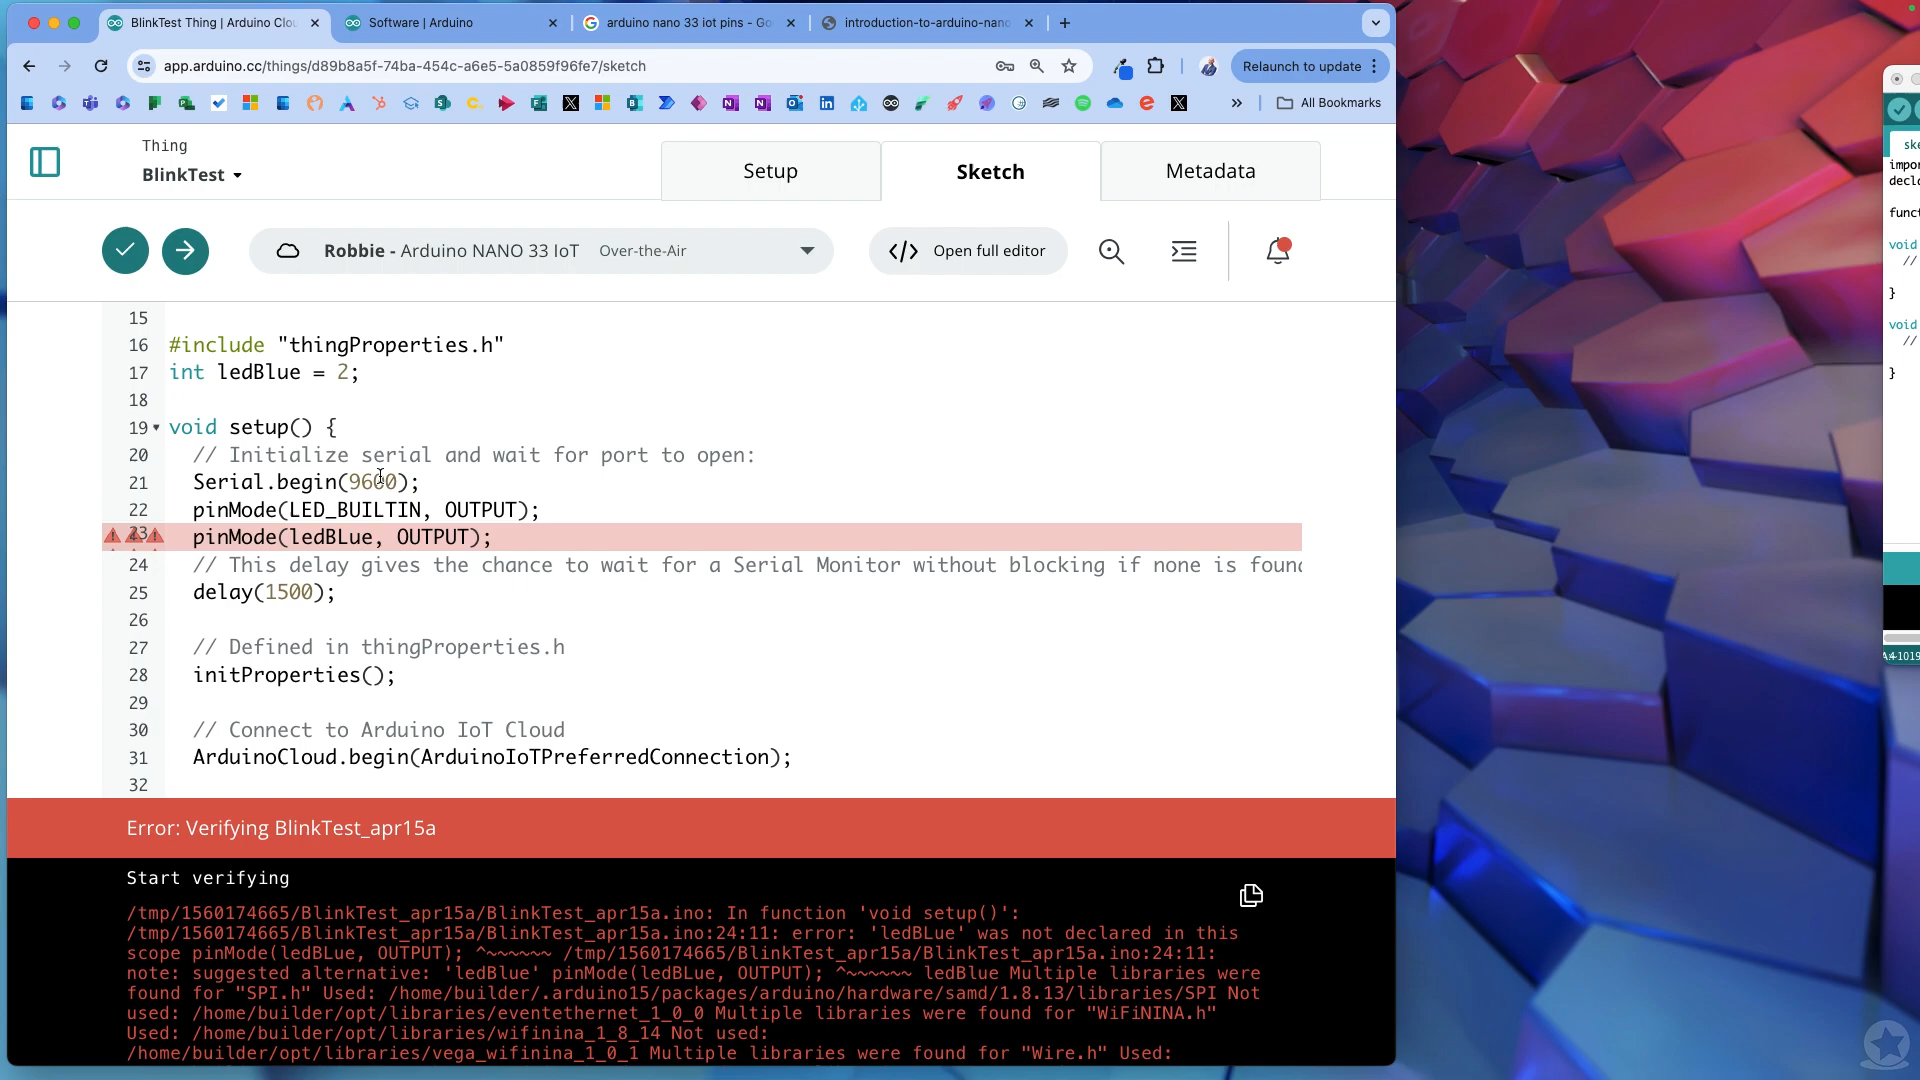 BlinkTest Thing | Arduino Clou
Software | Arduino
arduino nano 33 iot pins - Go
introduction-to-arduino-nano
app.arduino.cc/things/d89b8a5f-74ba-454c-a6e5-5a0859f96fe7/sketch
Relaunch to update
All Bookmarks
Thing
BlinkTest
Setup
Sketch
Metadata
Robbie - Arduino NANO 33 IoT Over-the-Air
Open full editor
15
16 #include "thingProperties.h"
17 int ledBlue = 2;
18
19 void setup() {
20 // Initialize serial and wait for port to open:
21 Serial.begin(9600);
22 pinMode(LED_BUILTIN, OUTPUT);
23 pinMode(ledBLue, OUTPUT);
24 // This delay gives the chance to wait for a Serial Monitor without blocking if none is found
25 delay(1500);
26
27 // Defined in thingProperties.h
28 initProperties();
29
30 // Connect to Arduino IoT Cloud
31 ArduinoCloud.begin(ArduinoIoTPreferredConnection);
32
Error: Verifying BlinkTest_apr15a
Start verifying
/tmp/1560174665/BlinkTest_apr15a/BlinkTest_apr15a.ino: In function 'void setup()':
/tmp/1560174665/BlinkTest_apr15a/BlinkTest_apr15a.ino:24:11: error: 'ledBLue' was not declared in this
scope pinMode(ledBLue, OUTPUT); ^~~~~~~ /tmp/1560174665/BlinkTest_apr15a/BlinkTest_apr15a.ino:24:11:
note: suggested alternative: 'ledBlue' pinMode(ledBLue, OUTPUT); ^~~~~~~ ledBlue Multiple libraries were
found for "SPI.h" Used: /home/builder/.arduino15/packages/arduino/hardware/samd/1.8.13/libraries/SPI Not
used: /home/builder/opt/libraries/eventethernet_1_0_0 Multiple libraries were found for "WiFiNINA.h"
Used: /home/builder/opt/libraries/wifinina_1_8_14 Not used:
/home/builder/opt/libraries/vega_wifinina_1_0_1 Multiple libraries were found for "Wire.h" Used:
ske
impor
decla
funct
void
//
}
void
//
}